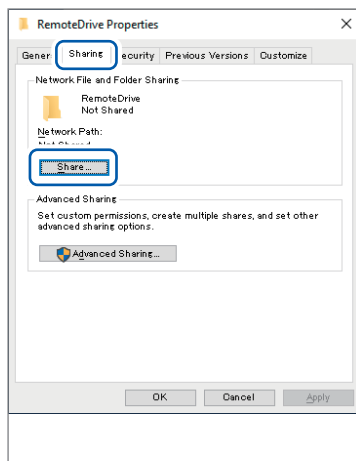 RemoteDrive Properties
Gener Sharing ecurity Previous Versions Customize
Network File and Folder Sharing
RemoteDrive
Not Shared
Network Path:
Not Shared
Share...
Advanced Sharing
Set custom permissions, create multiple shares, and set other
advanced sharing options.
Advanced Sharing...
OK Cancel Apply